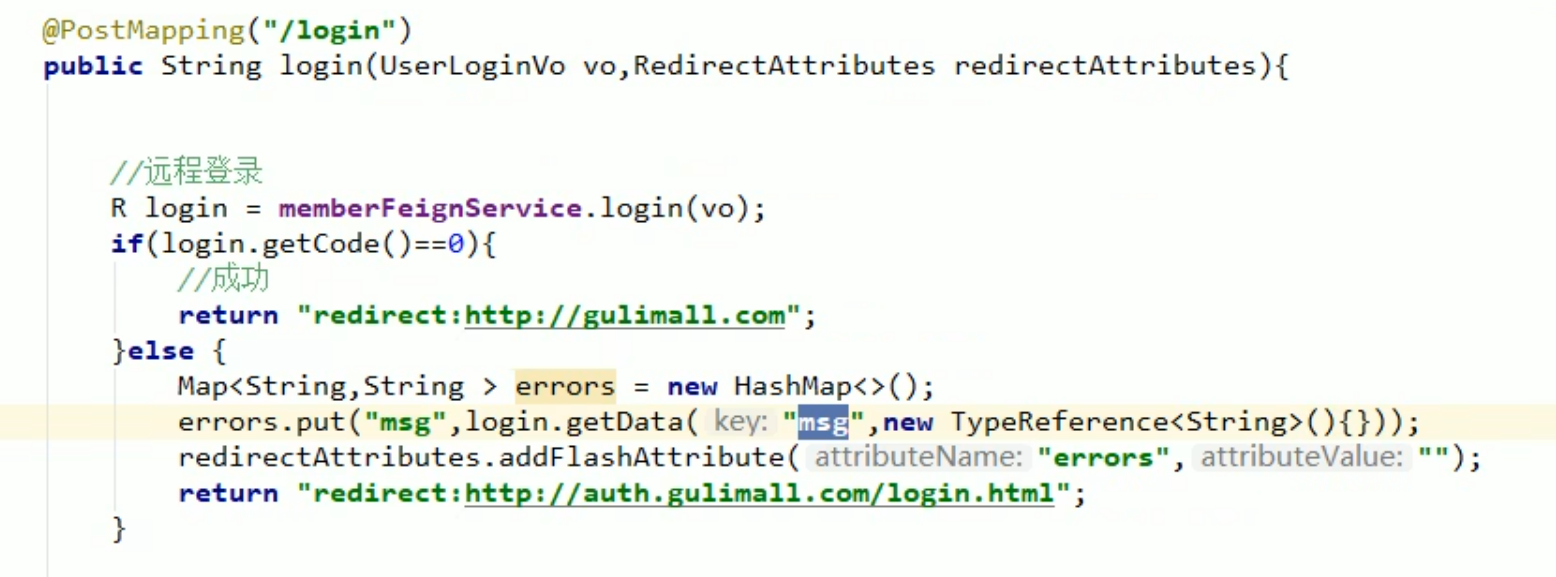 @PostMapping("/login")
public String login(UserLoginVo vo,RedirectAttributes redirectAttributes){
//远程登录
R login = memberFeignService.login(vo);
if(login.getCode()==0){
//成功
return "redirect:http://gulimall.com";
}else {
Map<String,String > errors = new HashMap<>();
errors.put("msg",login.getData( key: "msg",new TypeReference<String>(){}));
redirectAttributes.addFlashAttribute( attributeName: "errors", attributeValue: "");
return "redirect:http://auth.gulimall.com/login.html";
}